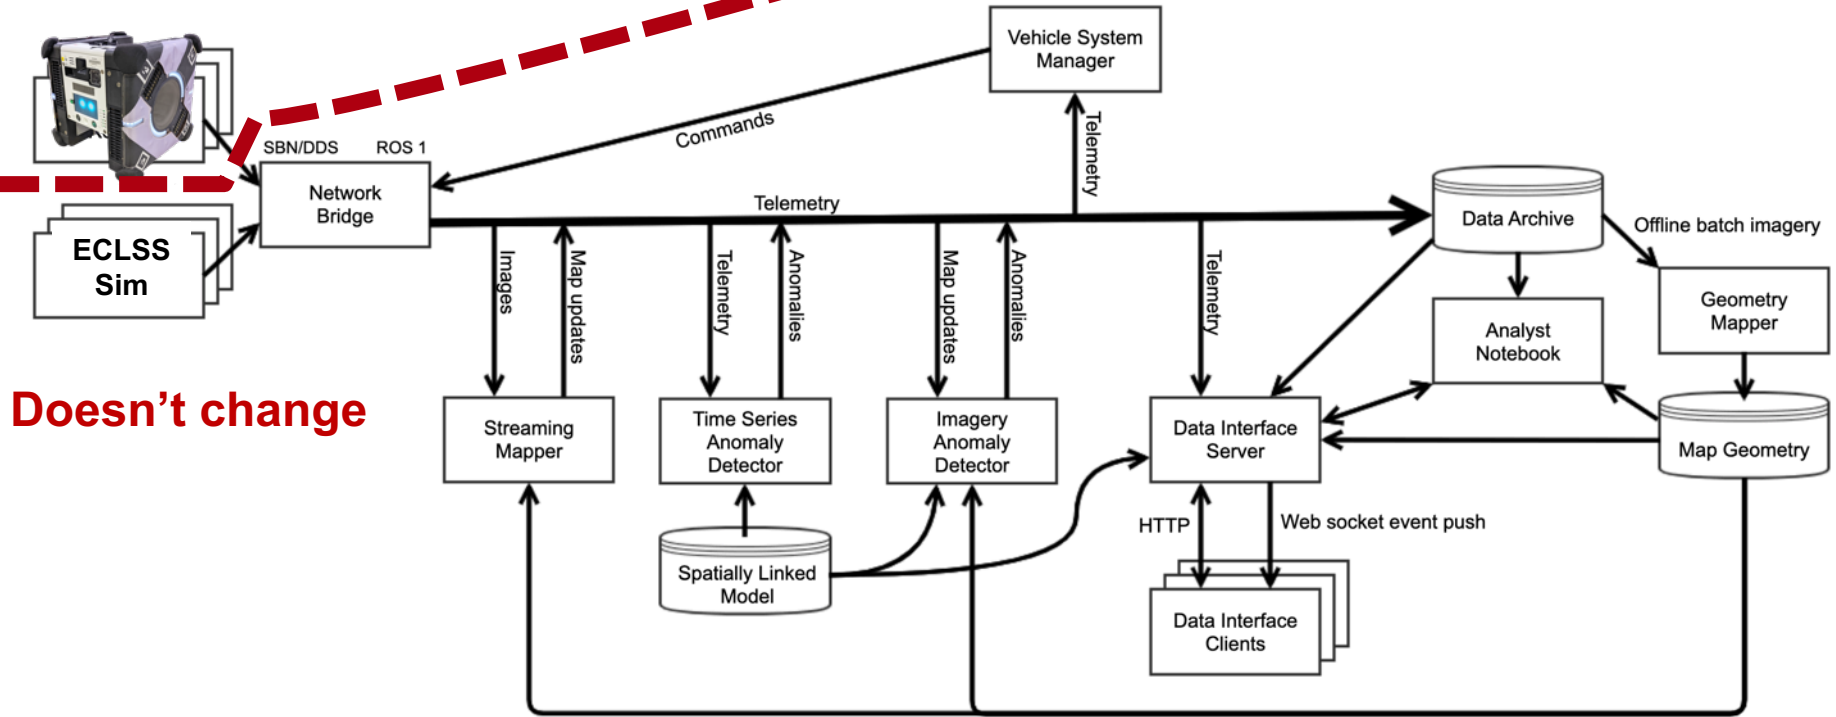 Vehicle System
Manager
Commands
Telemetry
SBN/DDS
ROS 1
Network
Bridge
Telemetry
ECLSS
Sim
Data Archive
Offline batch imagery
Images
Map updates
Telemetry
Anomalies
Map updates
Anomalies
Telemetry
Geometry
Mapper
Analyst
Notebook
Doesn't change
Streaming
Mapper
Time Series
Anomaly
Detector
Imagery
Anomaly
Detector
Data Interface
Server
Map Geometry
HTTP
Web socket event push
Spatially Linked
Model
Data Interface
Clients